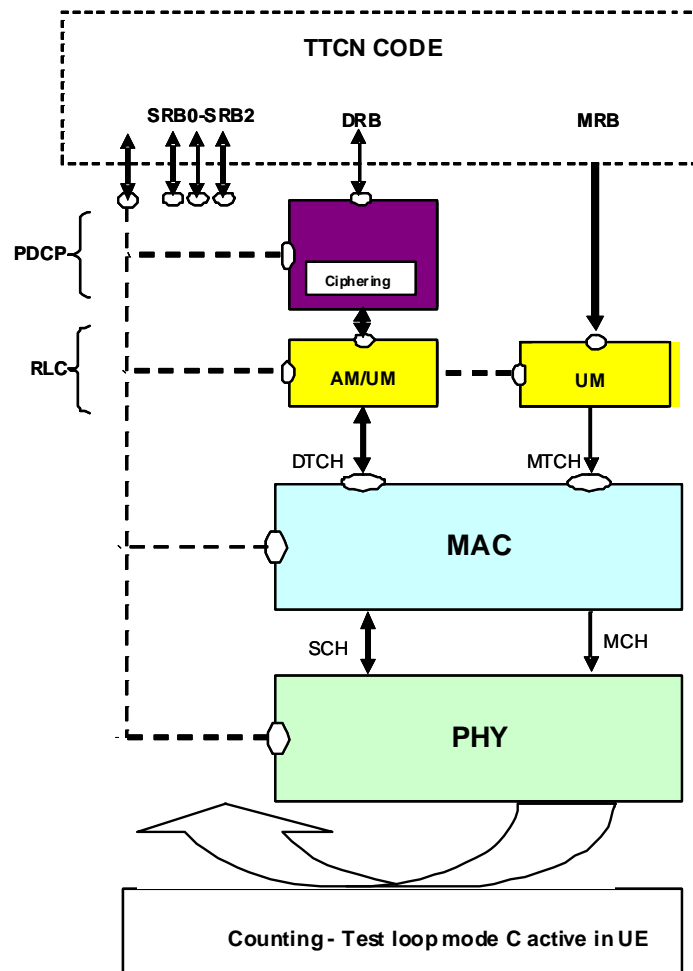 TTCN CODE
SRB0-SRB2
DRB
MRB
PDCP
Ciphering
RLC
AM/UM
UM
DTCH
MTCH
MAC
SCH
MCH
PHY
Counting - Test loop mode C active in UE